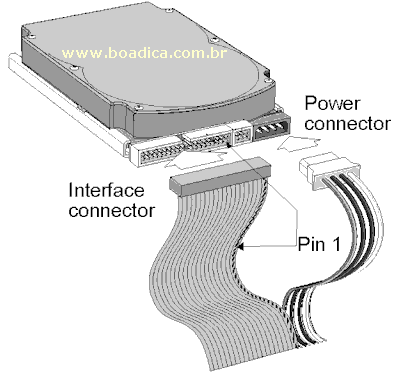 www.boadica.com.br
Power
connector
Interface
connector
Pin 1